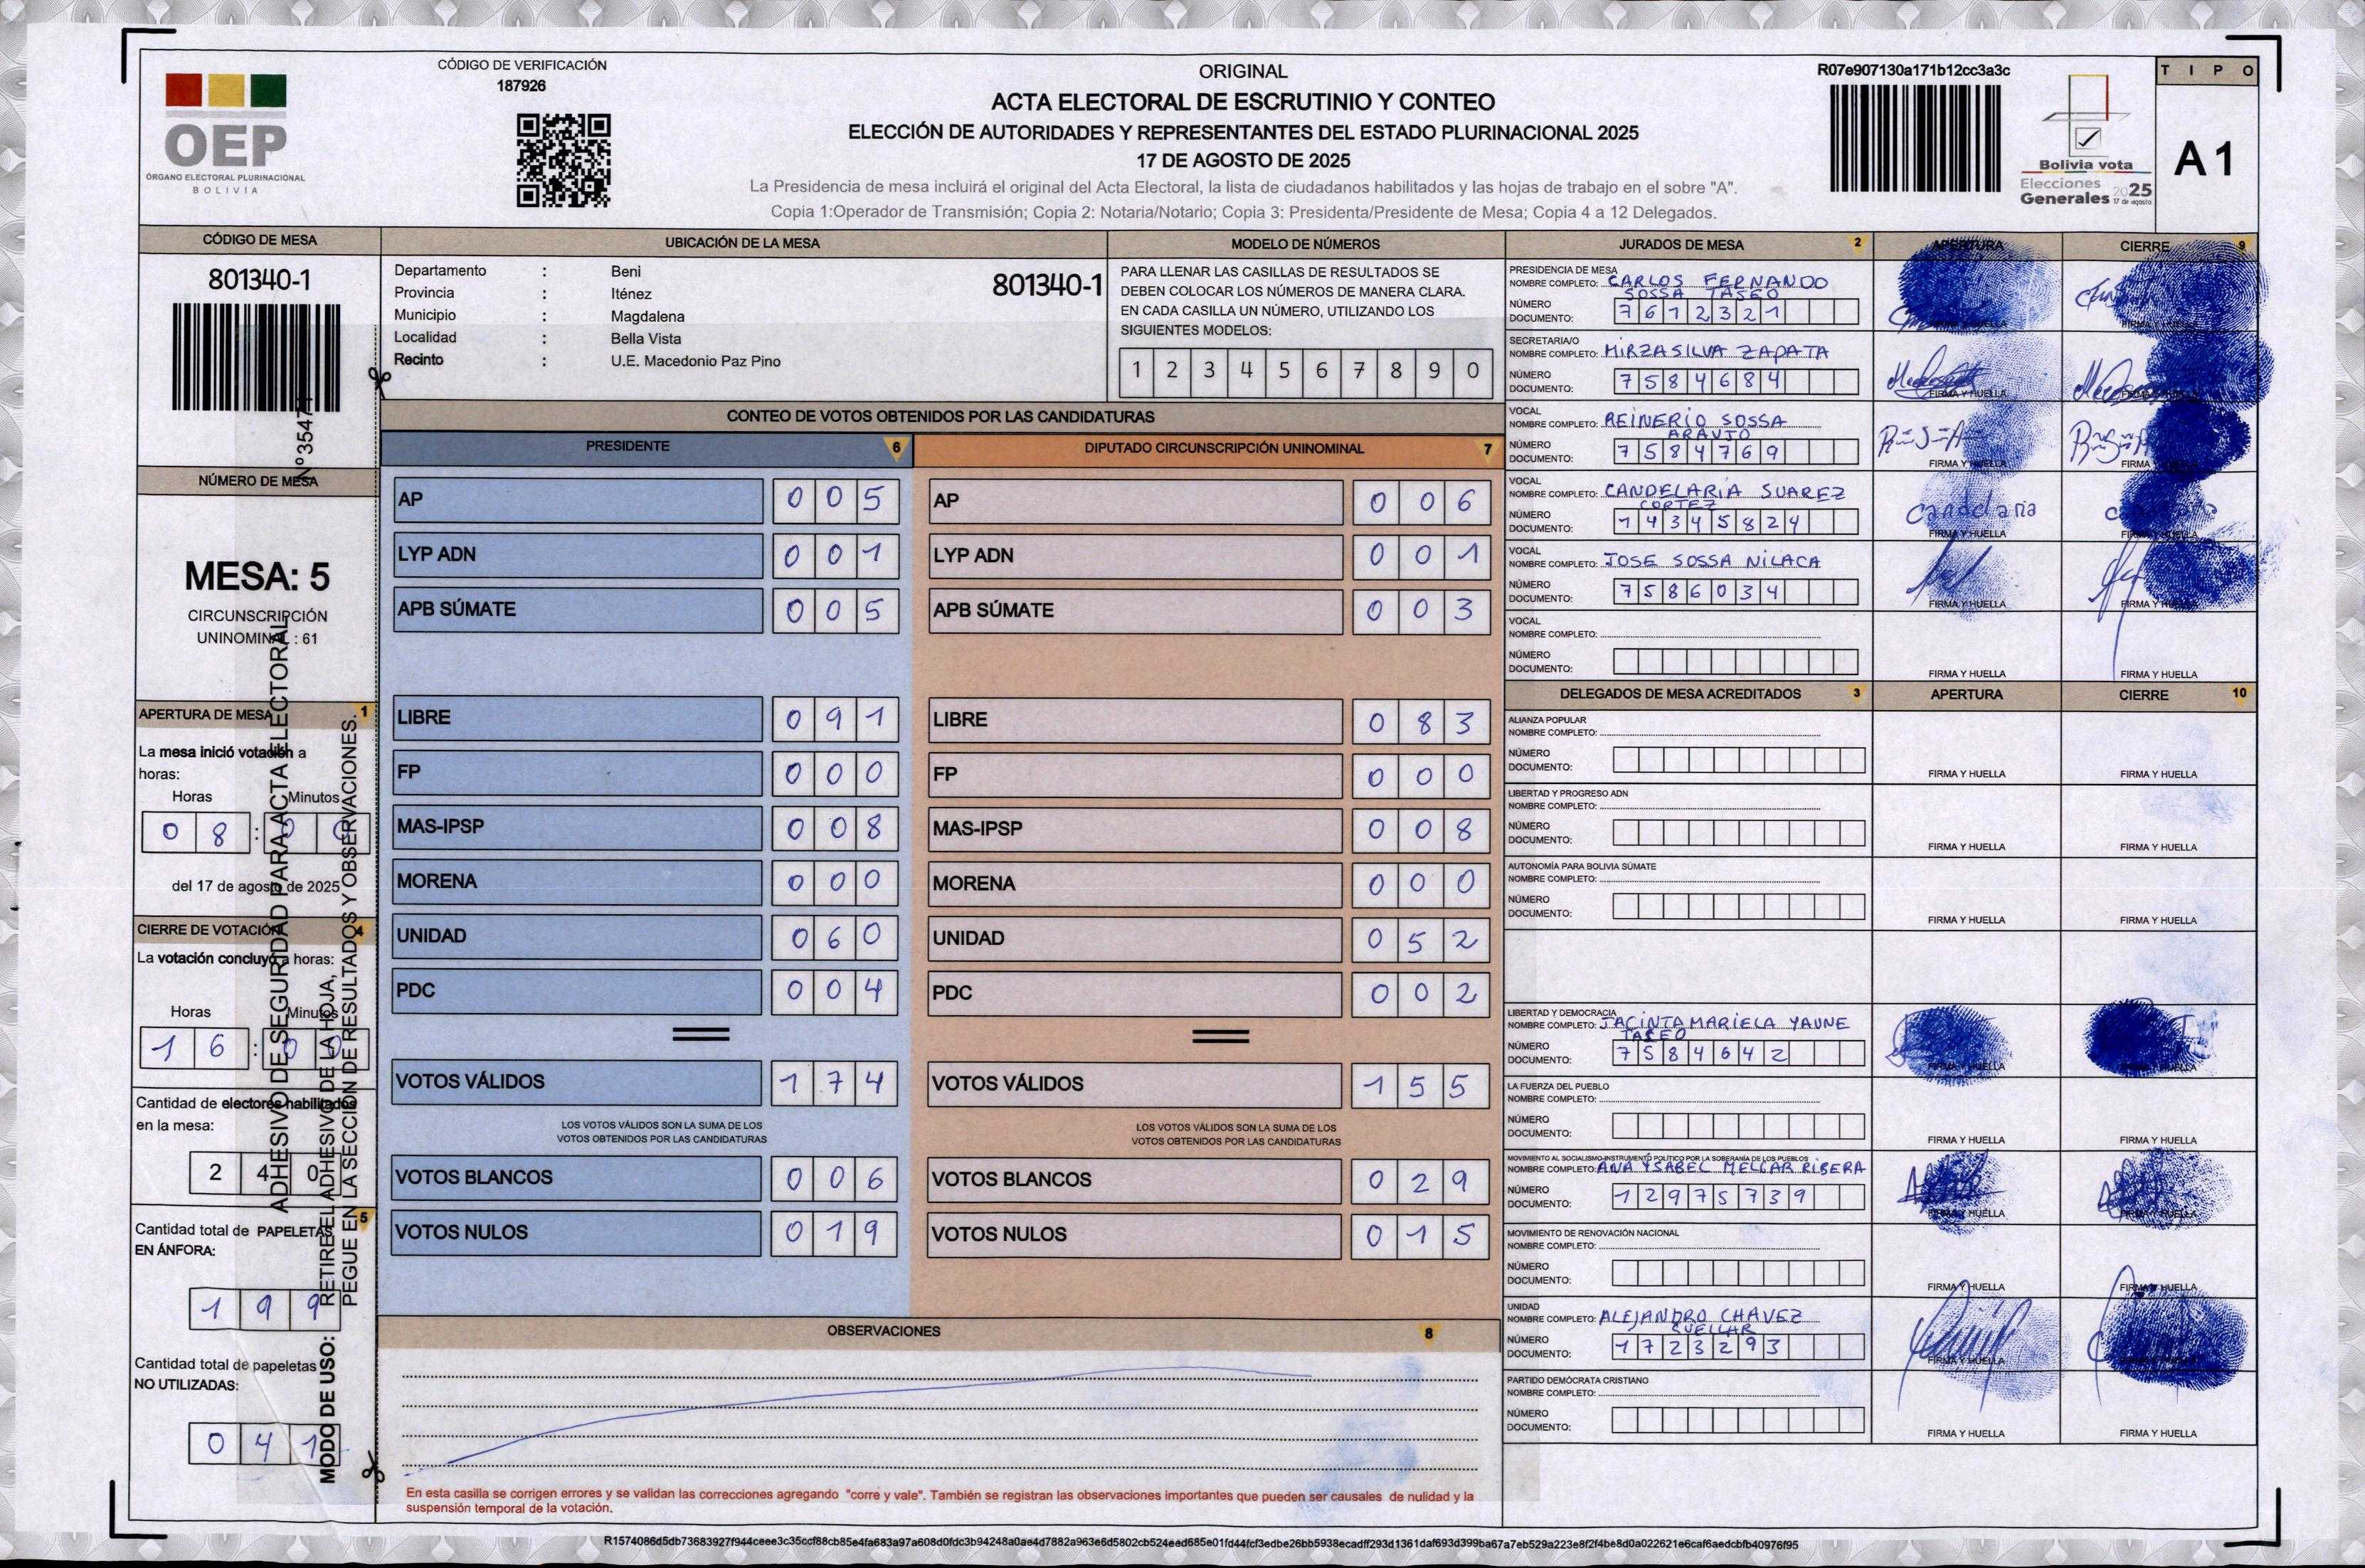 CÓDIGO DE VERIFICACIÓN
187926
OEP
ÓRGANO ELECTORAL PLURINACIONAL
BOLIVIA
ORIGINAL
ACTA ELECTORAL DE ESCRUTINIO Y CONTEO
ELECCIÓN DE AUTORIDADES Y REPRESENTANTES DEL ESTADO PLURINACIONAL 2025
17 DE AGOSTO DE 2025
La Presidencia de mesa incluirá el original del Acta Electoral, la lista de ciudadanos habilitados y las hojas de trabajo en el sobre "A".
Copia 1:Operador de Transmisión; Copia 2: Notaria/Notario; Copia 3: Presidenta/Presidente de Mesa; Copia 4 a 12 Delegados.
R07e907130a171b12cc3a3c
Bolivia vota
Elecciones
Generales 2025
17 de agosto
TIPO
A1
CÓDIGO DE MESA
801340-1
Nº35471
NÚMERO DE MESA
MESA: 5
CIRCUNSCRIPCIÓN
UNINOMINAL : 61
APERTURA DE MESA 1
La mesa inició votación a
horas:
Horas Minutos
0 8 : 0 0
del 17 de agosto de 2025
CIERRE DE VOTACIÓN 4
La votación concluyó a horas:
Horas Minutos
1 6 : 0 0
Cantidad de electores habilitados
en la mesa:
2 4 0
5
Cantidad total de PAPELETAS
EN ÁNFORA:
1 9 9
Cantidad total de papeletas
NO UTILIZADAS:
0 4 1
ADHESIVO DE SEGURIDAD PARA ACTA ELECTORAL
MODO DE USO: RETIRE EL ADHESIVO DE LA HOJA,
PEGUE EN LA SECCIÓN DE RESULTADOS Y OBSERVACIONES.
UBICACIÓN DE LA MESA
Departamento : Beni
801340-1
Provincia : Iténez
Municipio : Magdalena
Localidad : Bella Vista
Recinto : U.E. Macedonio Paz Pino
MODELO DE NÚMEROS
PARA LLENAR LAS CASILLAS DE RESULTADOS SE
DEBEN COLOCAR LOS NÚMEROS DE MANERA CLARA.
EN CADA CASILLA UN NÚMERO, UTILIZANDO LOS
SIGUIENTES MODELOS:
1 2 3 4 5 6 7 8 9 0
CONTEO DE VOTOS OBTENIDOS POR LAS CANDIDATURAS
PRESIDENTE 6
DIPUTADO CIRCUNSCRIPCIÓN UNINOMINAL 7
AP 0 0 5 AP 0 0 6
LYP ADN 0 0 1 LYP ADN 0 0 1
APB SÚMATE 0 0 5 APB SÚMATE 0 0 3
LIBRE 0 9 1 LIBRE 0 8 3
FP 0 0 0 FP 0 0 0
MAS-IPSP 0 0 8 MAS-IPSP 0 0 8
MORENA 0 0 0 MORENA 0 0 0
UNIDAD 0 6 0 UNIDAD 0 5 2
PDC 0 0 4 PDC 0 0 2
VOTOS VÁLIDOS 1 7 4 VOTOS VÁLIDOS 1 5 5
LOS VOTOS VÁLIDOS SON LA SUMA DE LOS
VOTOS OBTENIDOS POR LAS CANDIDATURAS
LOS VOTOS VÁLIDOS SON LA SUMA DE LOS
VOTOS OBTENIDOS POR LAS CANDIDATURAS
VOTOS BLANCOS 0 0 6 VOTOS BLANCOS 0 2 9
VOTOS NULOS 0 1 9 VOTOS NULOS 0 1 5
OBSERVACIONES 8
En esta casilla se corrigen errores y se validan las correcciones agregando "corre y vale". También se registran las observaciones importantes que pueden ser causales de nulidad y la
suspensión temporal de la votación.
JURADOS DE MESA 2 APERTURA CIERRE 9
PRESIDENCIA DE MESA
NOMBRE COMPLETO: CARLOS FERNANDO
SOSSA TASEO
NÚMERO
DOCUMENTO: 7 6 1 2 3 2 1
FIRMA Y HUELLA
SECRETARIA/O
NOMBRE COMPLETO: MIRZA SILVA ZAPATA
NÚMERO
DOCUMENTO: 7 5 8 4 6 8 4
FIRMA Y HUELLA
VOCAL
NOMBRE COMPLETO: REINERIO SOSSA
ARAUJO
NÚMERO
DOCUMENTO: 7 5 8 4 7 6 9
FIRMA Y HUELLA FIRMA
VOCAL
NOMBRE COMPLETO: CANDELARIA SUAREZ
CORTEZ
NÚMERO
DOCUMENTO: 1 4 3 4 5 8 2 4
Candelaria
FIRMA Y HUELLA FIRMA Y HUELLA
VOCAL
NOMBRE COMPLETO: JOSE SOSSA NILACA
NÚMERO
DOCUMENTO: 7 5 8 6 0 3 4
FIRMA Y HUELLA FIRMA Y HUELLA
VOCAL
NOMBRE COMPLETO:
NÚMERO
DOCUMENTO:
FIRMA Y HUELLA FIRMA Y HUELLA
DELEGADOS DE MESA ACREDITADOS 3 APERTURA CIERRE 10
ALIANZA POPULAR
NOMBRE COMPLETO:
NÚMERO
DOCUMENTO:
FIRMA Y HUELLA FIRMA Y HUELLA
LIBERTAD Y PROGRESO ADN
NOMBRE COMPLETO:
NÚMERO
DOCUMENTO:
FIRMA Y HUELLA FIRMA Y HUELLA
AUTONOMÍA PARA BOLIVIA SÚMATE
NOMBRE COMPLETO:
NÚMERO
DOCUMENTO:
FIRMA Y HUELLA FIRMA Y HUELLA
LIBERTAD Y DEMOCRACIA
NOMBRE COMPLETO: JACINTA MARIELA YAUNE
TASEO
NÚMERO
DOCUMENTO: 7 5 8 4 6 4 2
FIRMA Y HUELLA FIRMA Y HUELLA
LA FUERZA DEL PUEBLO
NOMBRE COMPLETO:
NÚMERO
DOCUMENTO:
FIRMA Y HUELLA FIRMA Y HUELLA
MOVIMIENTO AL SOCIALISMO-INSTRUMENTO POLÍTICO POR LA SOBERANÍA DE LOS PUEBLOS
NOMBRE COMPLETO: ANA YSABEL MELGAR RIBERA
NÚMERO
DOCUMENTO: 1 2 9 7 5 7 3 9
FIRMA Y HUELLA FIRMA Y HUELLA
MOVIMIENTO DE RENOVACIÓN NACIONAL
NOMBRE COMPLETO:
NÚMERO
DOCUMENTO:
FIRMA Y HUELLA FIRMA Y HUELLA
UNIDAD
NOMBRE COMPLETO: ALEJANDRO CHAVEZ
CUELLAR
NÚMERO
DOCUMENTO: 1 7 2 3 2 9 3
FIRMA Y HUELLA FIRMA Y HUELLA
PARTIDO DEMÓCRATA CRISTIANO
NOMBRE COMPLETO:
NÚMERO
DOCUMENTO:
FIRMA Y HUELLA FIRMA Y HUELLA